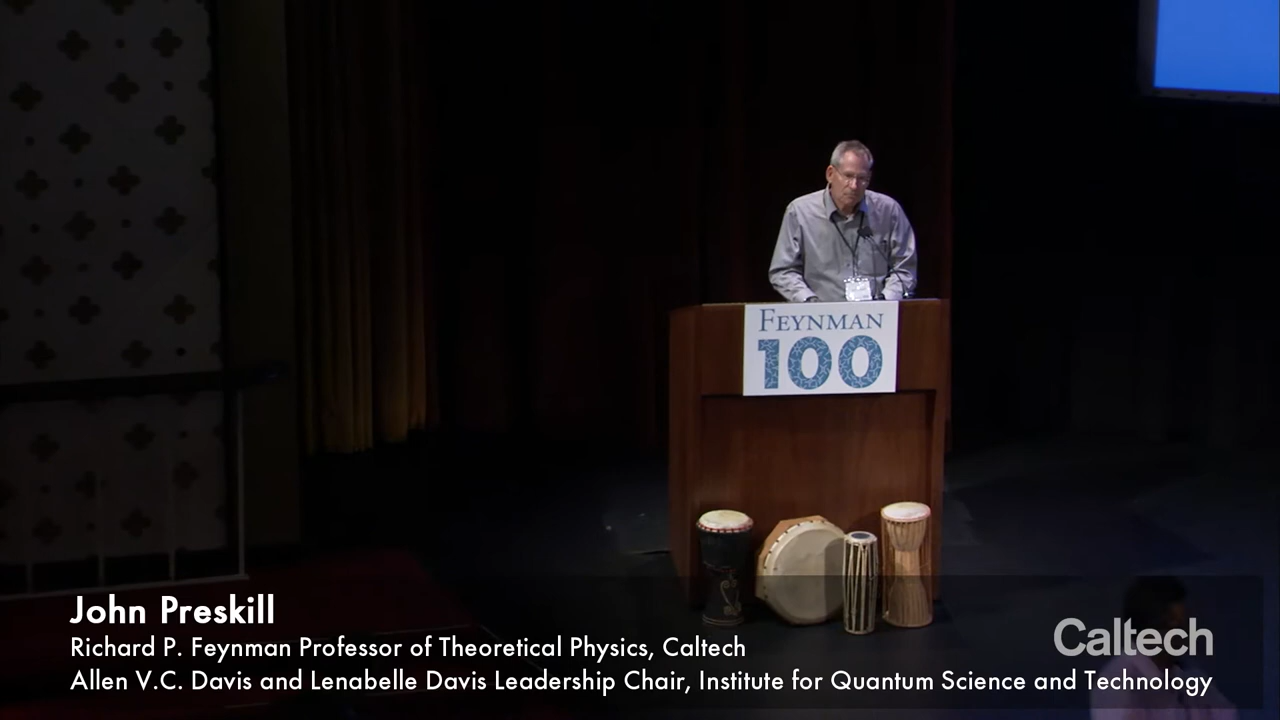 FEYNMAN
100
John Preskill
Richard P. Feynman Professor of Theoretical Physics, Caltech
Allen V.C. Davis and Lenabelle Davis Leadership Chair, Institute for Quantum Science and Technology
Caltech